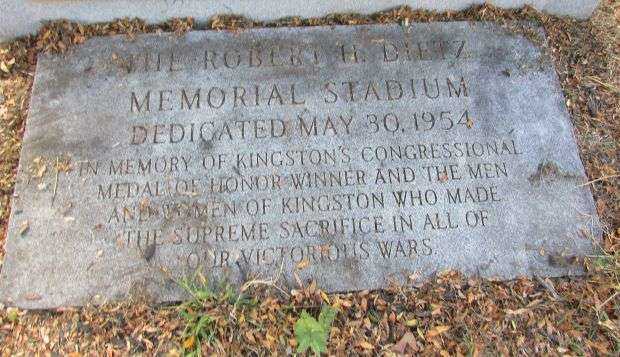 THE ROBERT H. DIETZ
MEMORIAL STADIUM
DEDICATED MAY 30, 1954
IN MEMORY OF KINGSTON'S CONGRESSIONAL
MEDAL OF HONOR WINNER AND THE MEN
AND WOMEN OF KINGSTON WHO MADE
THE SUPREME SACRIFICE IN ALL OF
OUR VICTORIOUS WARS.